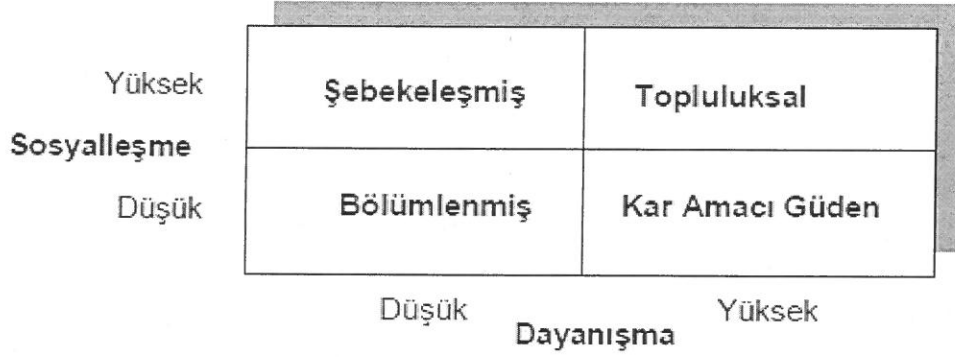 Yüksek
Şebekeleşmiş
Topluluksal
Sosyalleşme
Düşük
Bölümlenmiş
Kar Amacı Güden
Düşük
Yüksek
Dayanışma